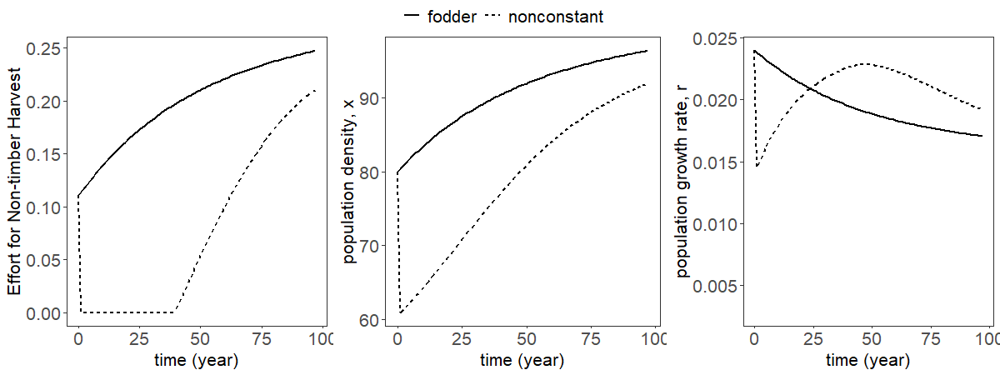 fodder nonconstant
Effort for Non-timber Harvest
0.25
0.20
0.15
0.10
0.05
0.00
0 25 50 75 100
time (year)
population density, x
90
80
70
60
0 25 50 75 100
time (year)
population growth rate, r
0.025
0.020
0.015
0.010
0.005
0 25 50 75 100
time (year)